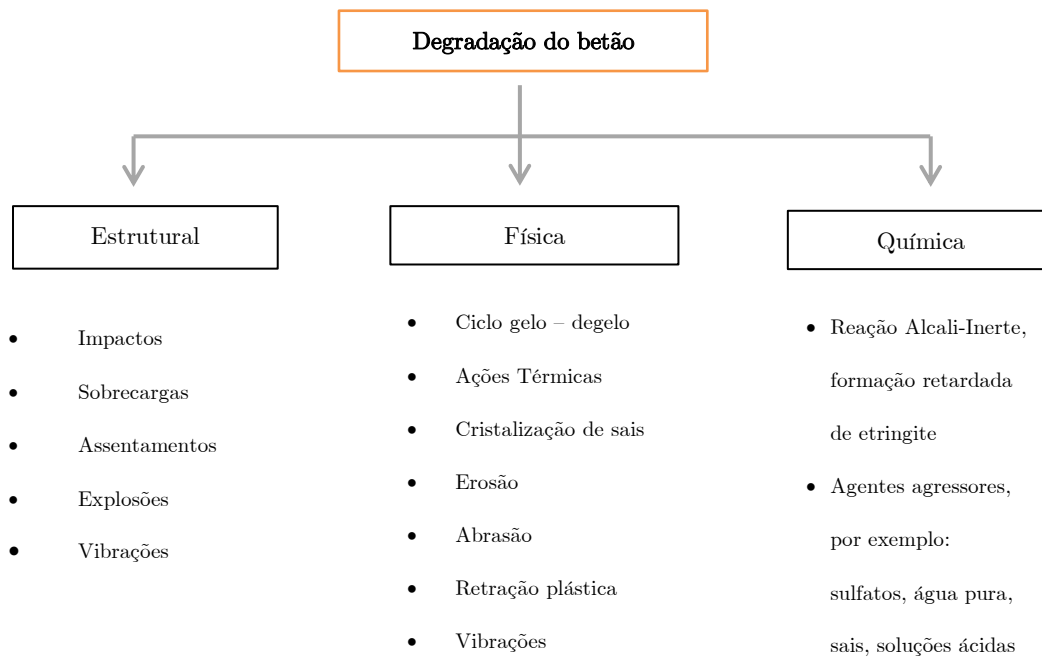 Degradação do betão
Estrutural
• Impactos
• Sobrecargas
• Assentamentos
• Explosões
• Vibrações
Física
• Ciclo gelo – degelo
• Ações Térmicas
• Cristalização de sais
• Erosão
• Abrasão
• Retração plástica
• Vibrações
Química
• Reação Alcali-Inerte,
formação retardada
de etringite
• Agentes agressores,
por exemplo:
sulfatos, água pura,
sais, soluções ácidas